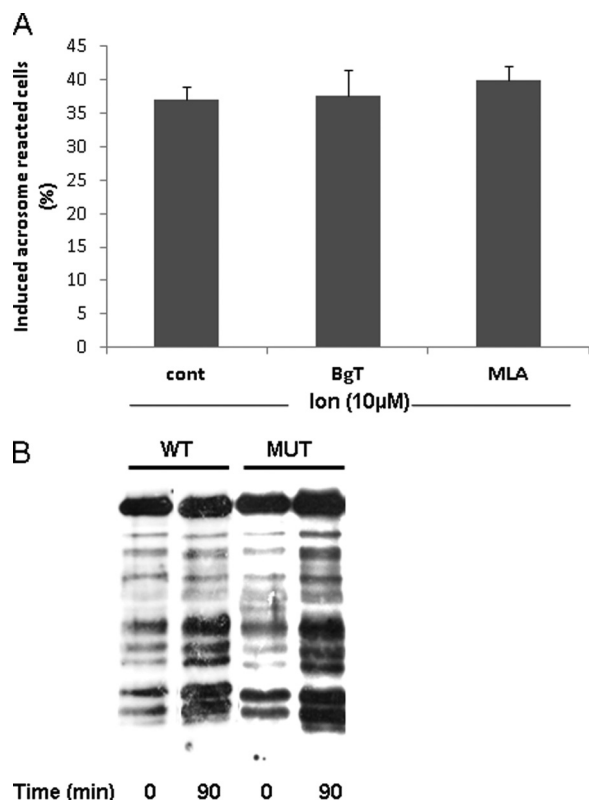 A
Induced acrosome reacted cells
(%)
45
40
35
30
25
20
15
10
5
0
cont BgT MLA
Ion (10µM)
B
WT MUT
Time (min) 0 90 0 90